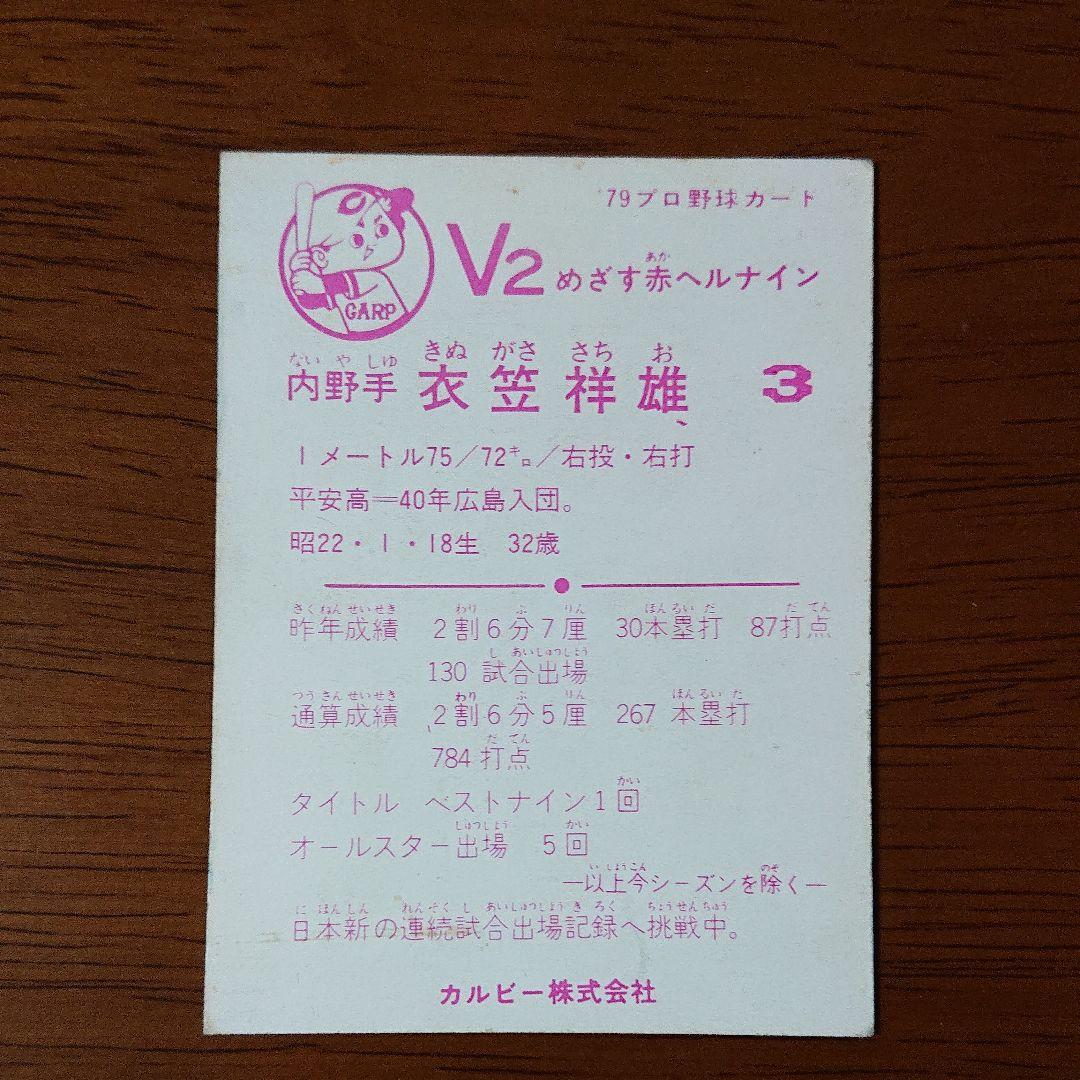 '79プロ野球カード
CARP
V2めざす赤ヘルナイン
あか
ない や しゆ きぬ がさ さち お
内野手 衣笠祥雄 3
1メートル75/72キロ/右投・右打
平安高=40年広島入団。
昭22・1・18生 32歳
さくねんせいせき わり ぶ りん ほんるいだ だてん
昨年成績 2割6分7厘 30本塁打 87打点
し あいしゅつじょう
130 試合出場
つうさんせいせき わり ぶ りん ほんるいだ
通算成績 2割6分5厘 267 本塁打
だ てん
784 打点
かい
タイトル ベストナイン1回
しゅつじょう かい
オールスター出場 5回
い じょうこん のぞ
―以上今シーズンを除く―
に ほんしん れんぞく し あいしゅつじょう き ろく ちょうせんちゅう
日本新の連続試合出場記録へ挑戦中。
カルビー株式会社